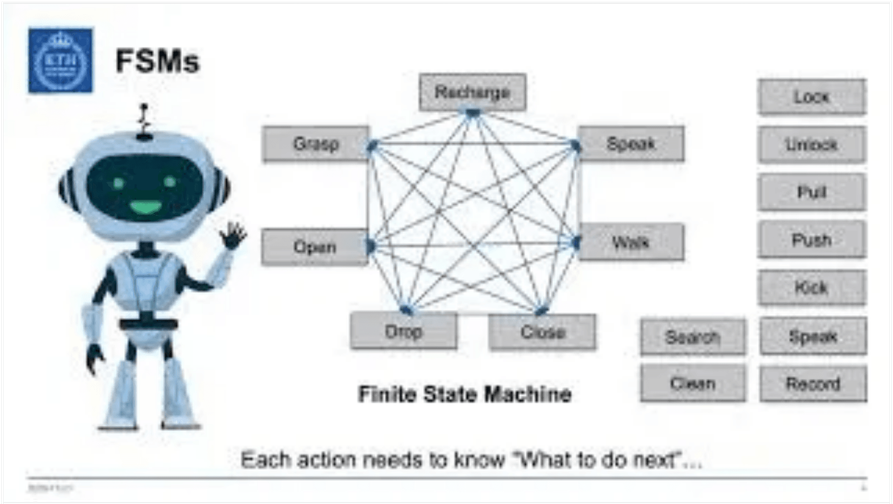 KTH
FSMs
Recharge
Grasp
Speak
Open
Walk
Drop
Close
Lock
Unlock
Pull
Push
Kick
Search
Speak
Clean
Record
Finite State Machine
Each action needs to know "What to do next"...